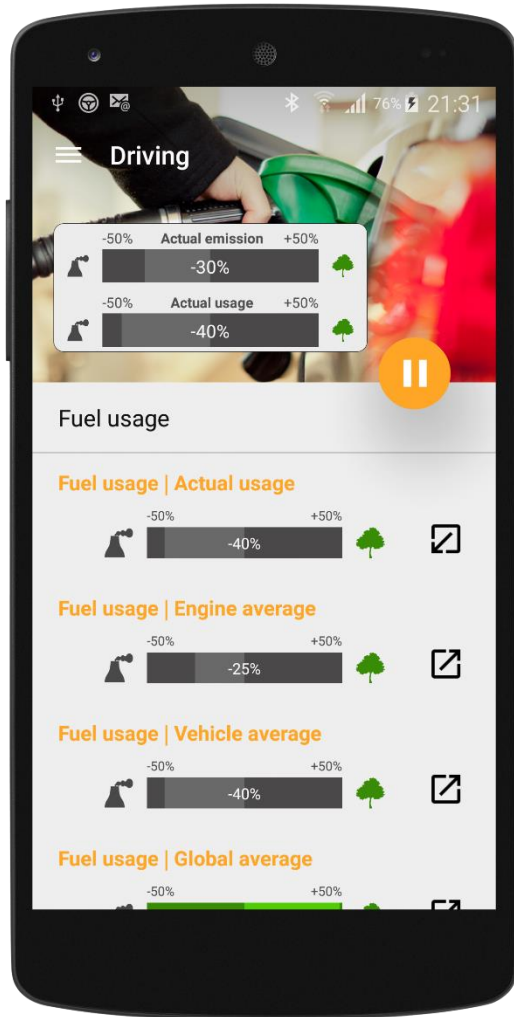 76% 21:31
Driving
-50% Actual emission +50%
-30%
-50% Actual usage +50%
-40%
Fuel usage
Fuel usage | Actual usage
-50% +50%
-40%
Fuel usage | Engine average
-50% +50%
-25%
Fuel usage | Vehicle average
-50% +50%
-40%
Fuel usage | Global average
-50% +50%